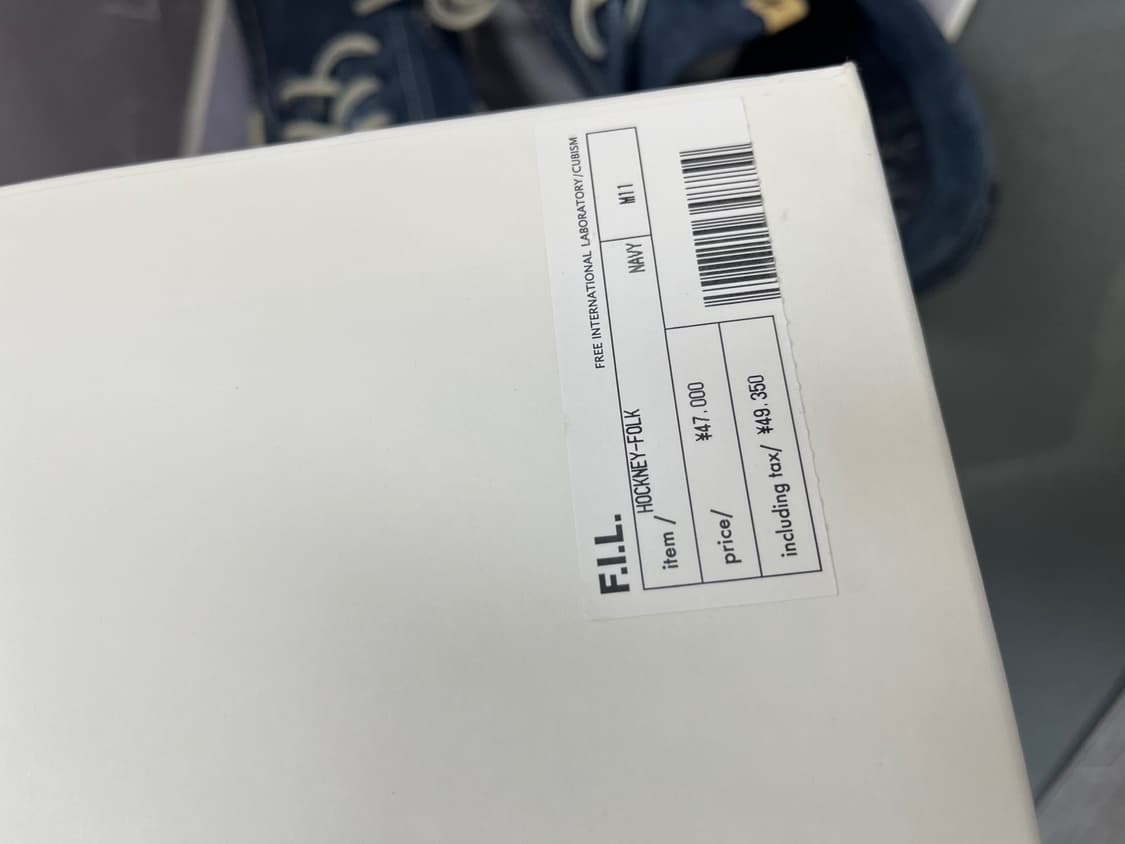 F.I.L. FREE INTERNATIONAL LABORATORY/CUBISM
item / HOCKNEY-FOLK NAVY M11
price/ ¥47.000
including tax/ ¥49.350